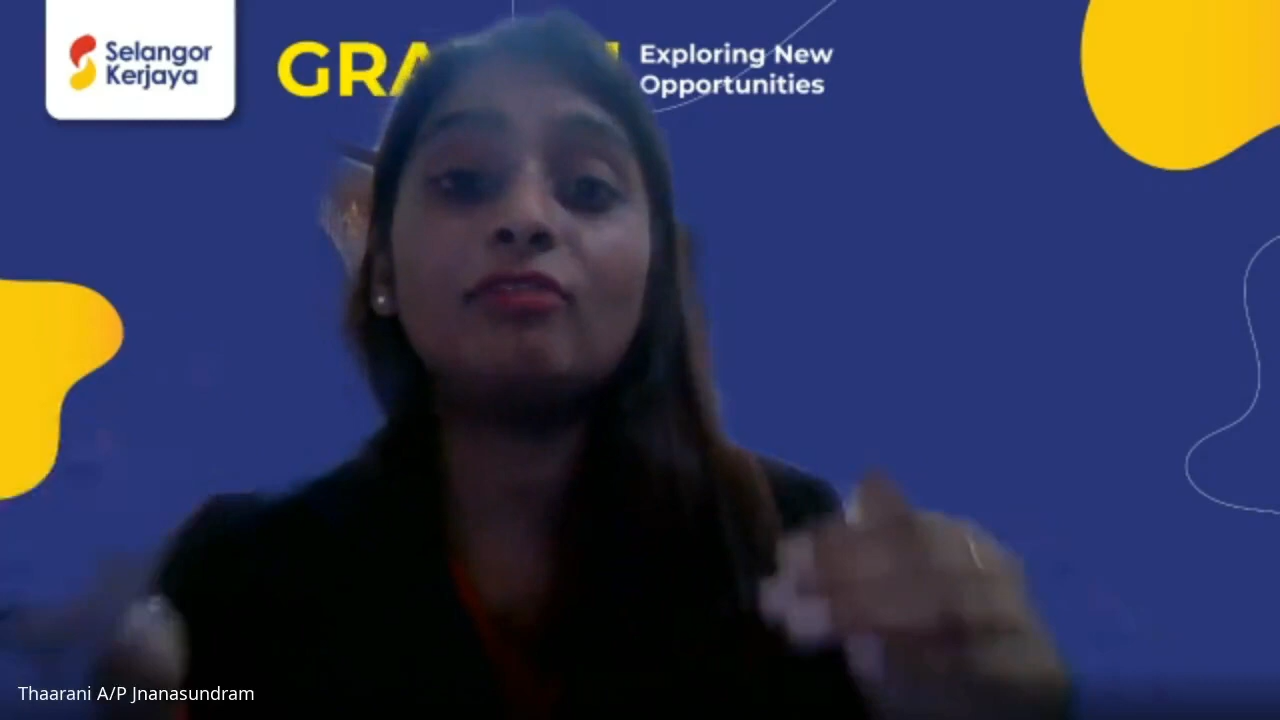 Selangor
Kerjaya
Exploring New
Opportunities
Thaarani A/P Jnanasundram